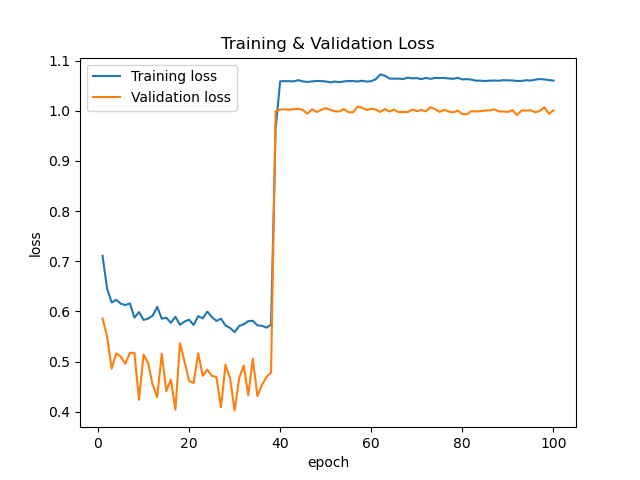 Training & Validation Loss
Training loss
Validation loss
1.1
1.0
0.9
0.8
0.7
0.6
0.5
0.4
loss
0 20 40 60 80 100
epoch